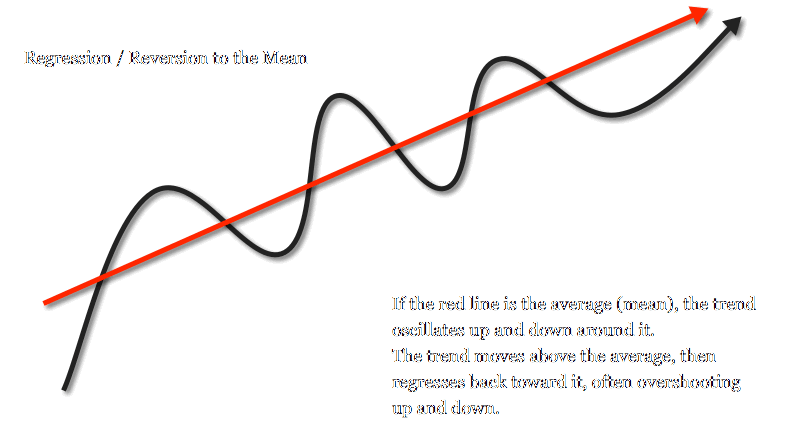 Regression / Reversion to the Mean
If the red line is the average (mean), the trend
oscillates up and down around it.
The trend moves above the average, then
regresses back toward it, often overshooting
up and down.